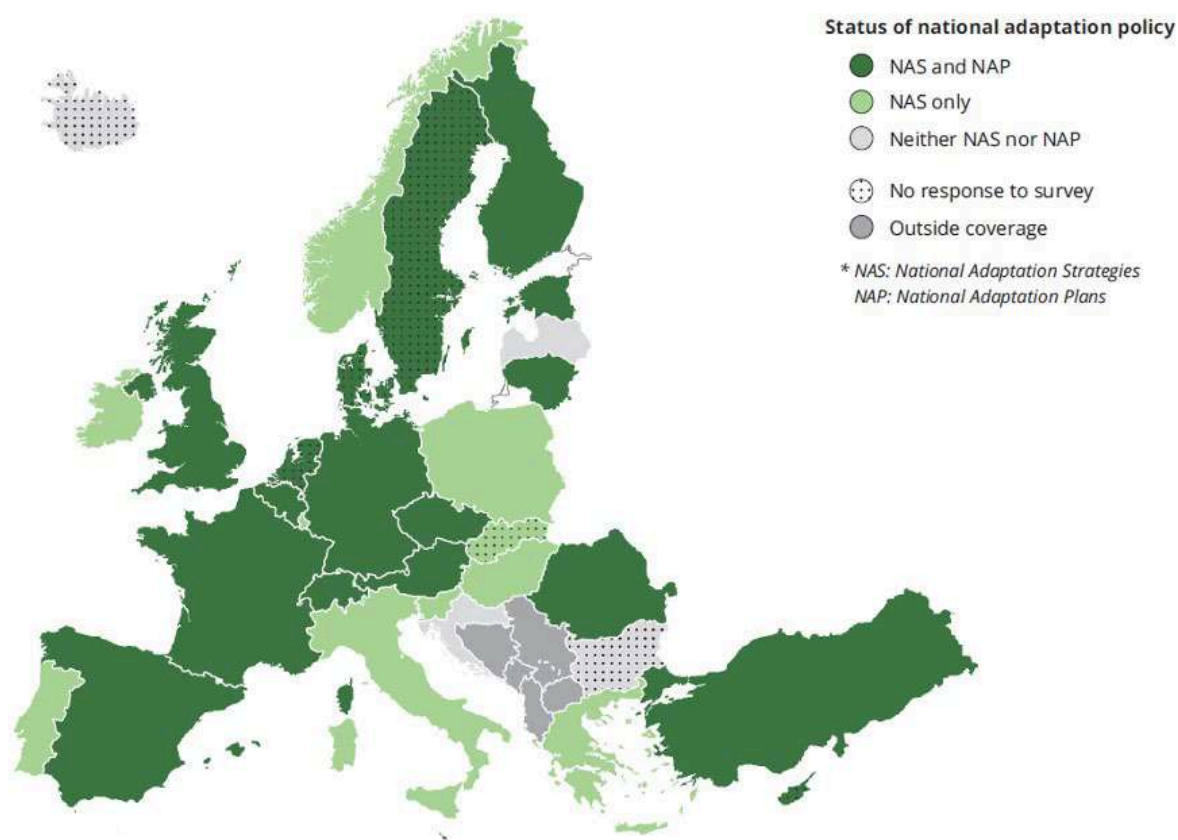 Status of national adaptation policy
NAS and NAP
NAS only
Neither NAS nor NAP
No response to survey
Outside coverage
* NAS: National Adaptation Strategies
NAP: National Adaptation Plans